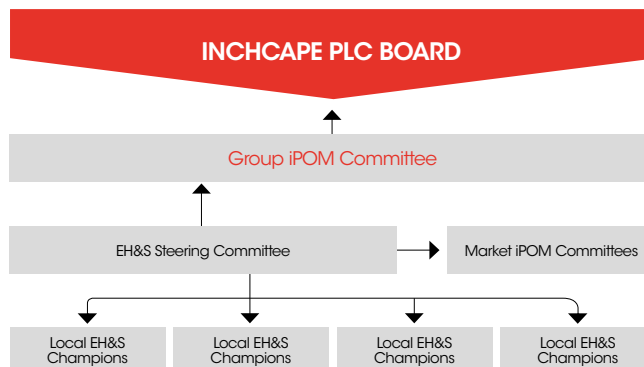 INCHCAPE PLC BOARD
Group iPOM Committee
EH&S Steering Committee
Market iPOM Committees
Local EH&S
Champions
Local EH&S
Champions
Local EH&S
Champions
Local EH&S
Champions